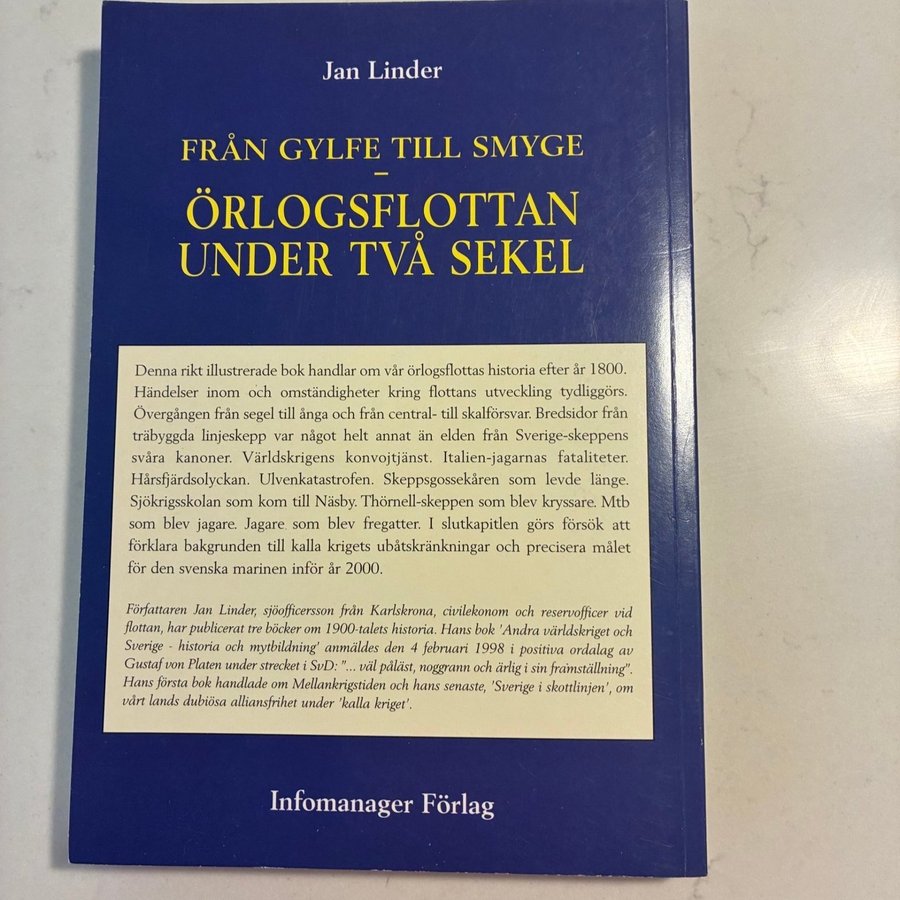 Jan Linder
FRÅN GYLFE TILL SMYGE
–
ÖRLOGSFLOTTAN
UNDER TVÅ SEKEL
Denna rikt illustrerade bok handlar om vår örlogsflottas historia efter år 1800.
Händelser inom och omständigheter kring flottans utveckling tydliggörs.
Övergången från segel till ånga och från central- till skalförsvar. Bredsidor från
träbyggda linjeskepp var något helt annat än elden från Sverige-skeppens
svåra kanoner. Världskrigens konvojtjänst. Italien-jagarnas fataliteter.
Hårsfjärdsolyckan. Ulvenkatastrofen. Skeppsgossekåren som levde länge.
Sjökrigsskolan som kom till Näsby. Thörnell-skeppen som blev kryssare. Mtb
som blev jagare. Jagare som blev fregatter. I slutkapitlen görs försök att
förklara bakgrunden till kalla krigets ubåtskränkningar och precisera målet
för den svenska marinen inför år 2000.
Författaren Jan Linder, sjöofficersson från Karlskrona, civilekonom och reservofficer vid
flottan, har publicerat tre böcker om 1900-talets historia. Hans bok 'Andra världskriget och
Sverige - historia och mytbildning' anmäldes den 4 februari 1998 i positiva ordalag av
Gustaf von Platen under strecket i SvD: "... väl påläst, noggrann och ärlig i sin framställning".
Hans första bok handlade om Mellankrigstiden och hans senaste, 'Sverige i skottlinjen', om
vårt lands dubiösa alliansfrihet under 'kalla kriget'.
Infomanager Förlag